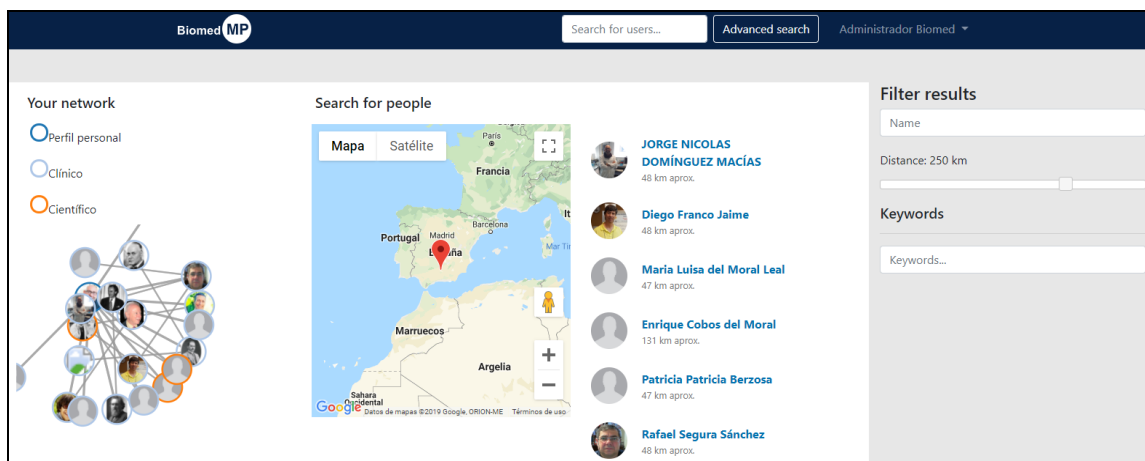 Biomed MP
Search for users...
Advanced search
Administrador Biomed
Your network
Perfil personal
Clínico
Científico
Search for people
Mapa
Satélite
París
Francia
Barcelona
Portugal
Madrid
Mar Ti
It
Marruecos
Argelia
Sahara
Occidental
Google
Datos de mapas ©2019 Google, ORION-ME
Términos de uso
JORGE NICOLAS
DOMÍNGUEZ MACÍAS
48 km aprox.
Diego Franco Jaime
48 km aprox.
Maria Luisa del Moral Leal
47 km aprox.
Enrique Cobos del Moral
131 km aprox.
Patricia Patricia Berzosa
47 km aprox.
Rafael Segura Sánchez
48 km aprox.
Filter results
Name
Distance: 250 km
Keywords
Keywords...